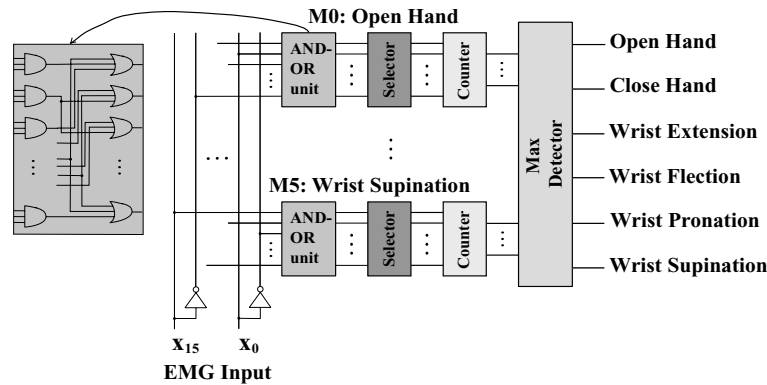 M0: Open Hand
AND-
OR
unit
Selector
Counter
M5: Wrist Supination
AND-
OR
unit
Selector
Counter
Max
Detector
Open Hand
Close Hand
Wrist Extension
Wrist Flection
Wrist Pronation
Wrist Supination
x15
x0
EMG Input